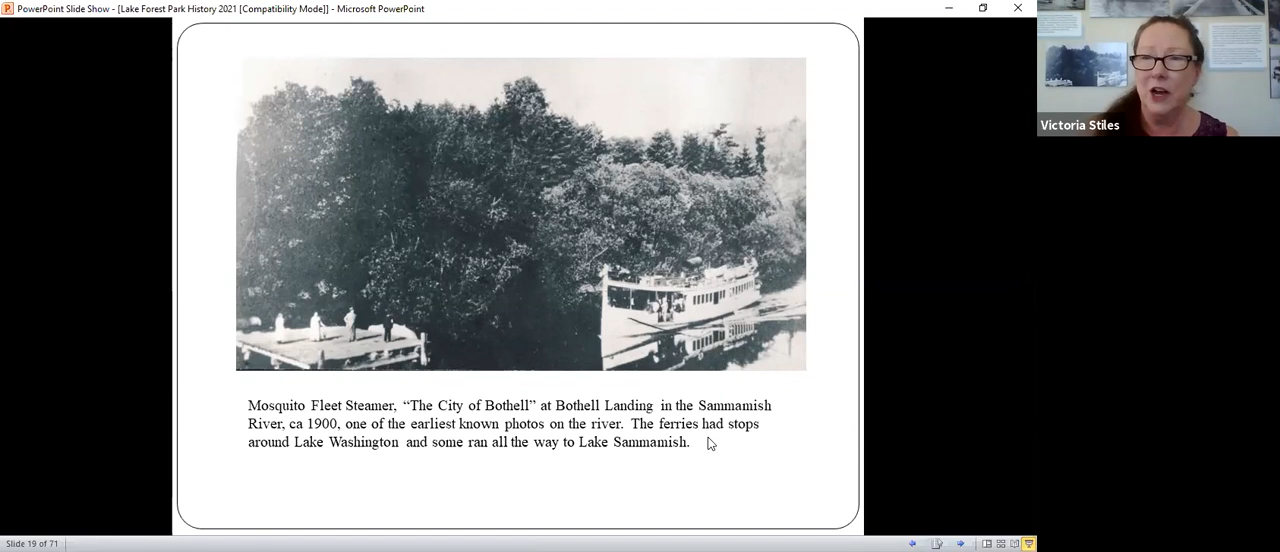 PowerPoint Slide Show - [Lake Forest Park History 2021 [Compatibility Mode]] - Microsoft PowerPoint
Victoria Stiles
Mosquito Fleet Steamer, “The City of Bothell” at Bothell Landing in the Sammamish
River, ca 1900, one of the earliest known photos on the river. The ferries had stops
around Lake Washington and some ran all the way to Lake Sammamish.
Slide 19 of 71